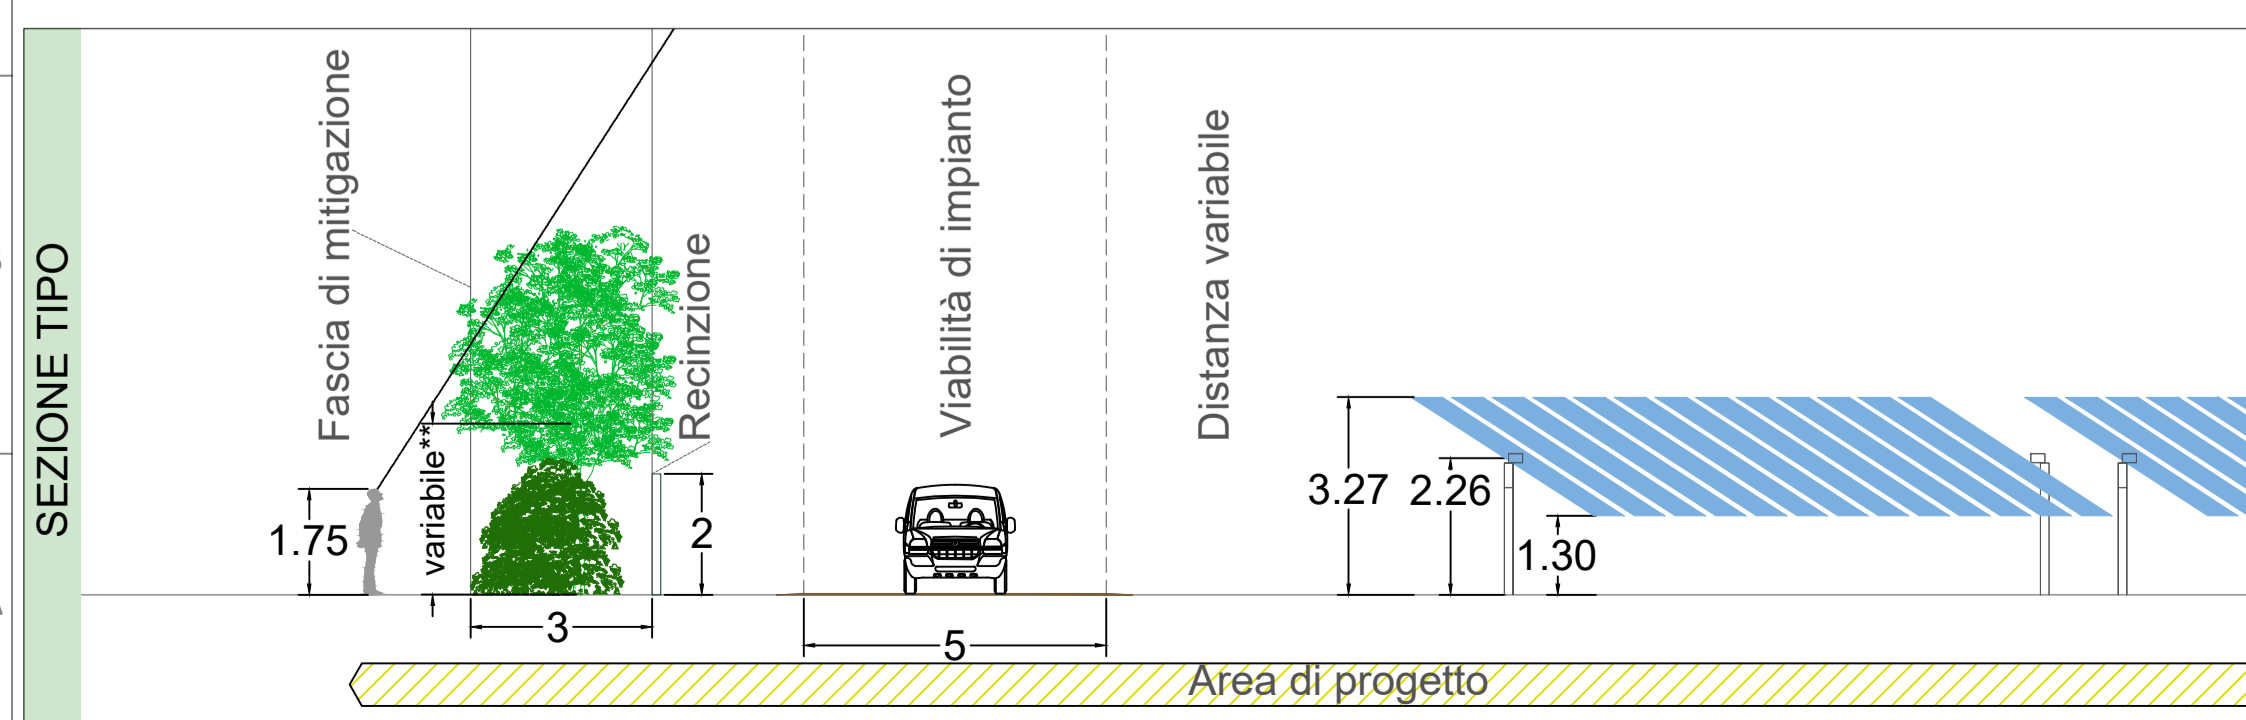 SEZIONE TIPO
Fascia di mitigazione
Recinzione
Viabilità di impianto
Distanza variabile
1.75
variabile**
2
3.27
2.26
1.30
3
5
Area di progetto